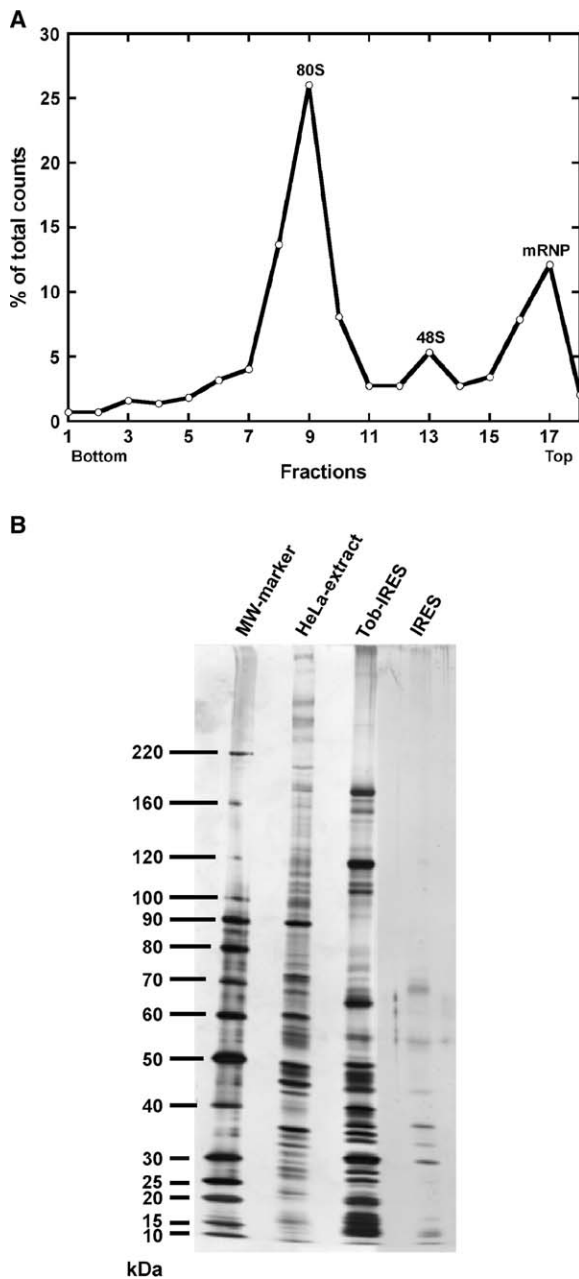 A
30
25
20
15
10
5
0
% of total counts
80S
48S
mRNP
1 3 5 7 9 11 13 15 17
Bottom Top
Fractions
B
MW-marker
HeLa-extract
Tob-IRES
IRES
220
160
120
100
90
80
70
60
50
40
30
25
20
15
10
kDa